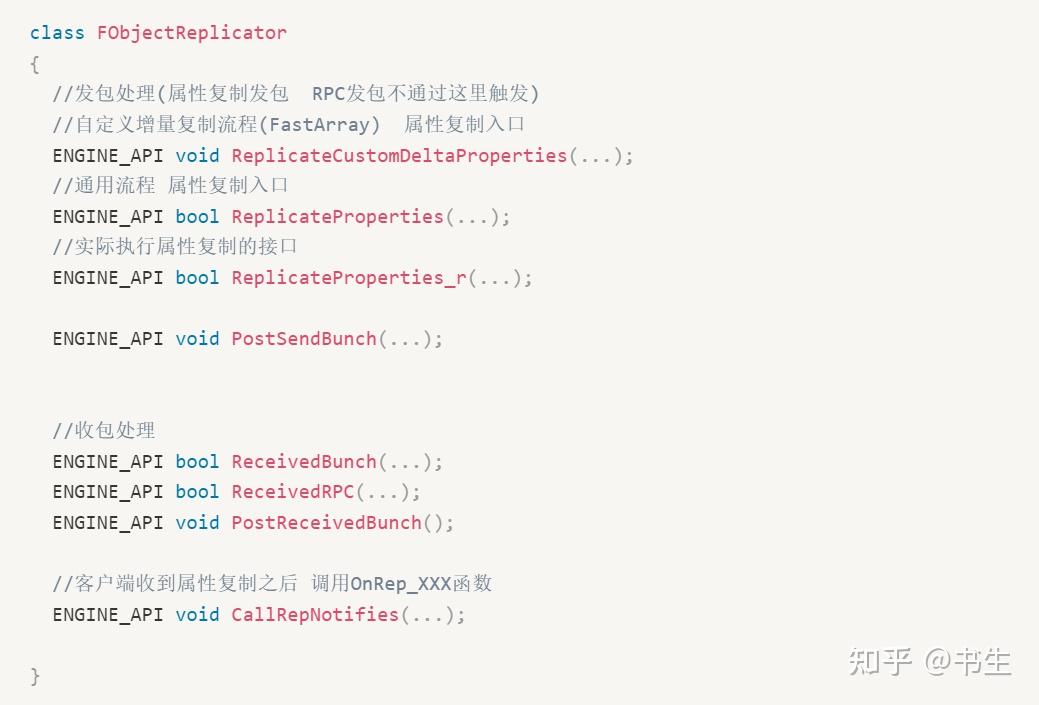 class FObjectReplicator
{
//发包处理(属性复制发包  RPC发包不通过这里触发)
//自定义增量复制流程(FastArray)  属性复制入口
ENGINE_API void ReplicateCustomDeltaProperties(...);
//通用流程 属性复制入口
ENGINE_API bool ReplicateProperties(...);
//实际执行属性复制的接口
ENGINE_API bool ReplicateProperties_r(...);
ENGINE_API void PostSendBunch(...);
//收包处理
ENGINE_API bool ReceivedBunch(...);
ENGINE_API bool ReceivedRPC(...);
ENGINE_API void PostReceivedBunch();
//客户端收到属性复制之后 调用OnRep_XXX函数
ENGINE_API void CallRepNotifies(...);
}
知乎 @书生